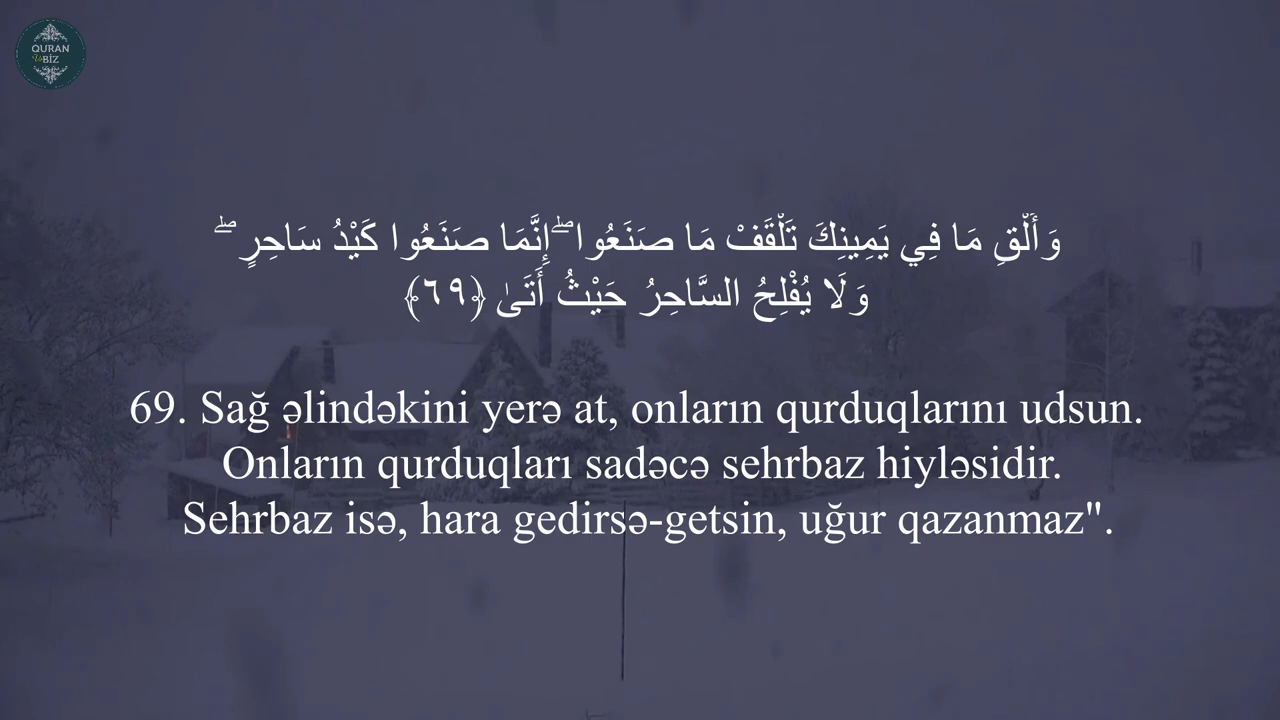 QURAN
Və BİZ
وَأَلْقِ مَا فِي يَمِينِكَ تَلْقَفْ مَا صَنَعُوا ۖ إِنَّمَا صَنَعُوا كَيْدُ سَاحِرٍ ۖ
وَلَا يُفْلِحُ السَّاحِرُ حَيْثُ أَتَىٰ ﴿٦٩﴾
69. Sağ əlindəkini yerə at, onların qurduqlarını udsun.
Onların qurduqları sadəcə sehrbaz hiyləsidir.
Sehrbaz isə, hara gedirsə-getsin, uğur qazanmaz".